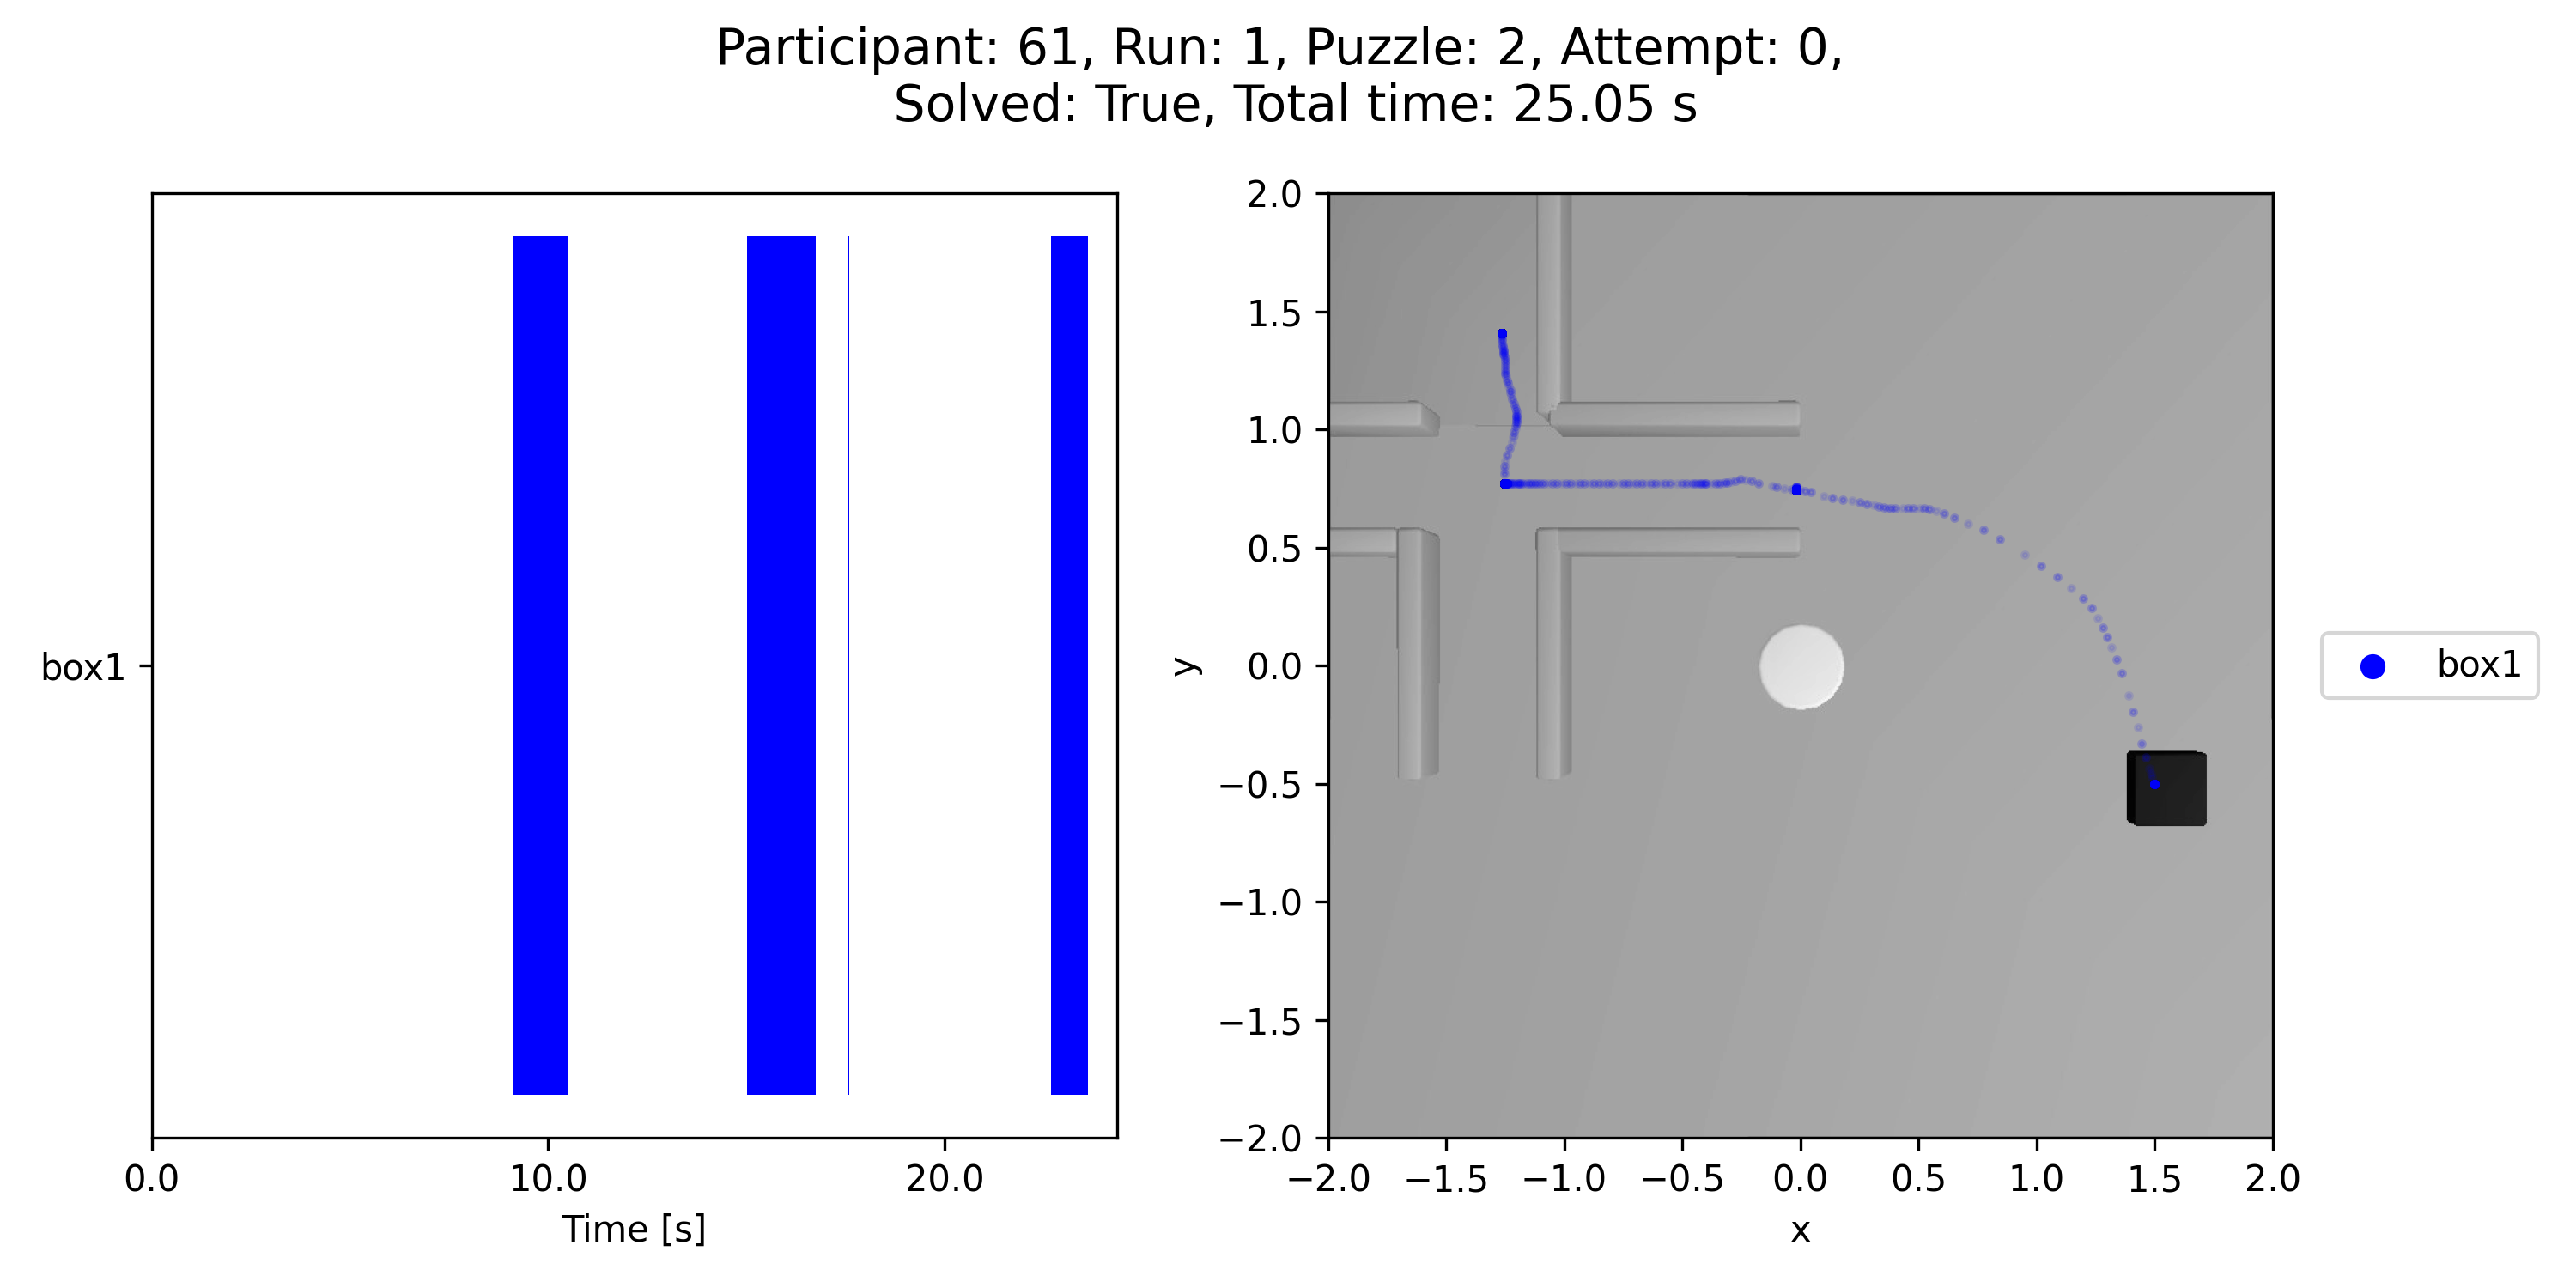 Participant: 61, Run: 1, Puzzle: 2, Attempt: 0,
Solved: True, Total time: 25.05 s
box1
0.0 10.0 20.0
Time [s]
y
2.0
1.5
1.0
0.5
0.0
−0.5
−1.0
−1.5
−2.0
−2.0 −1.5 −1.0 −0.5 0.0 0.5 1.0 1.5 2.0
x
box1